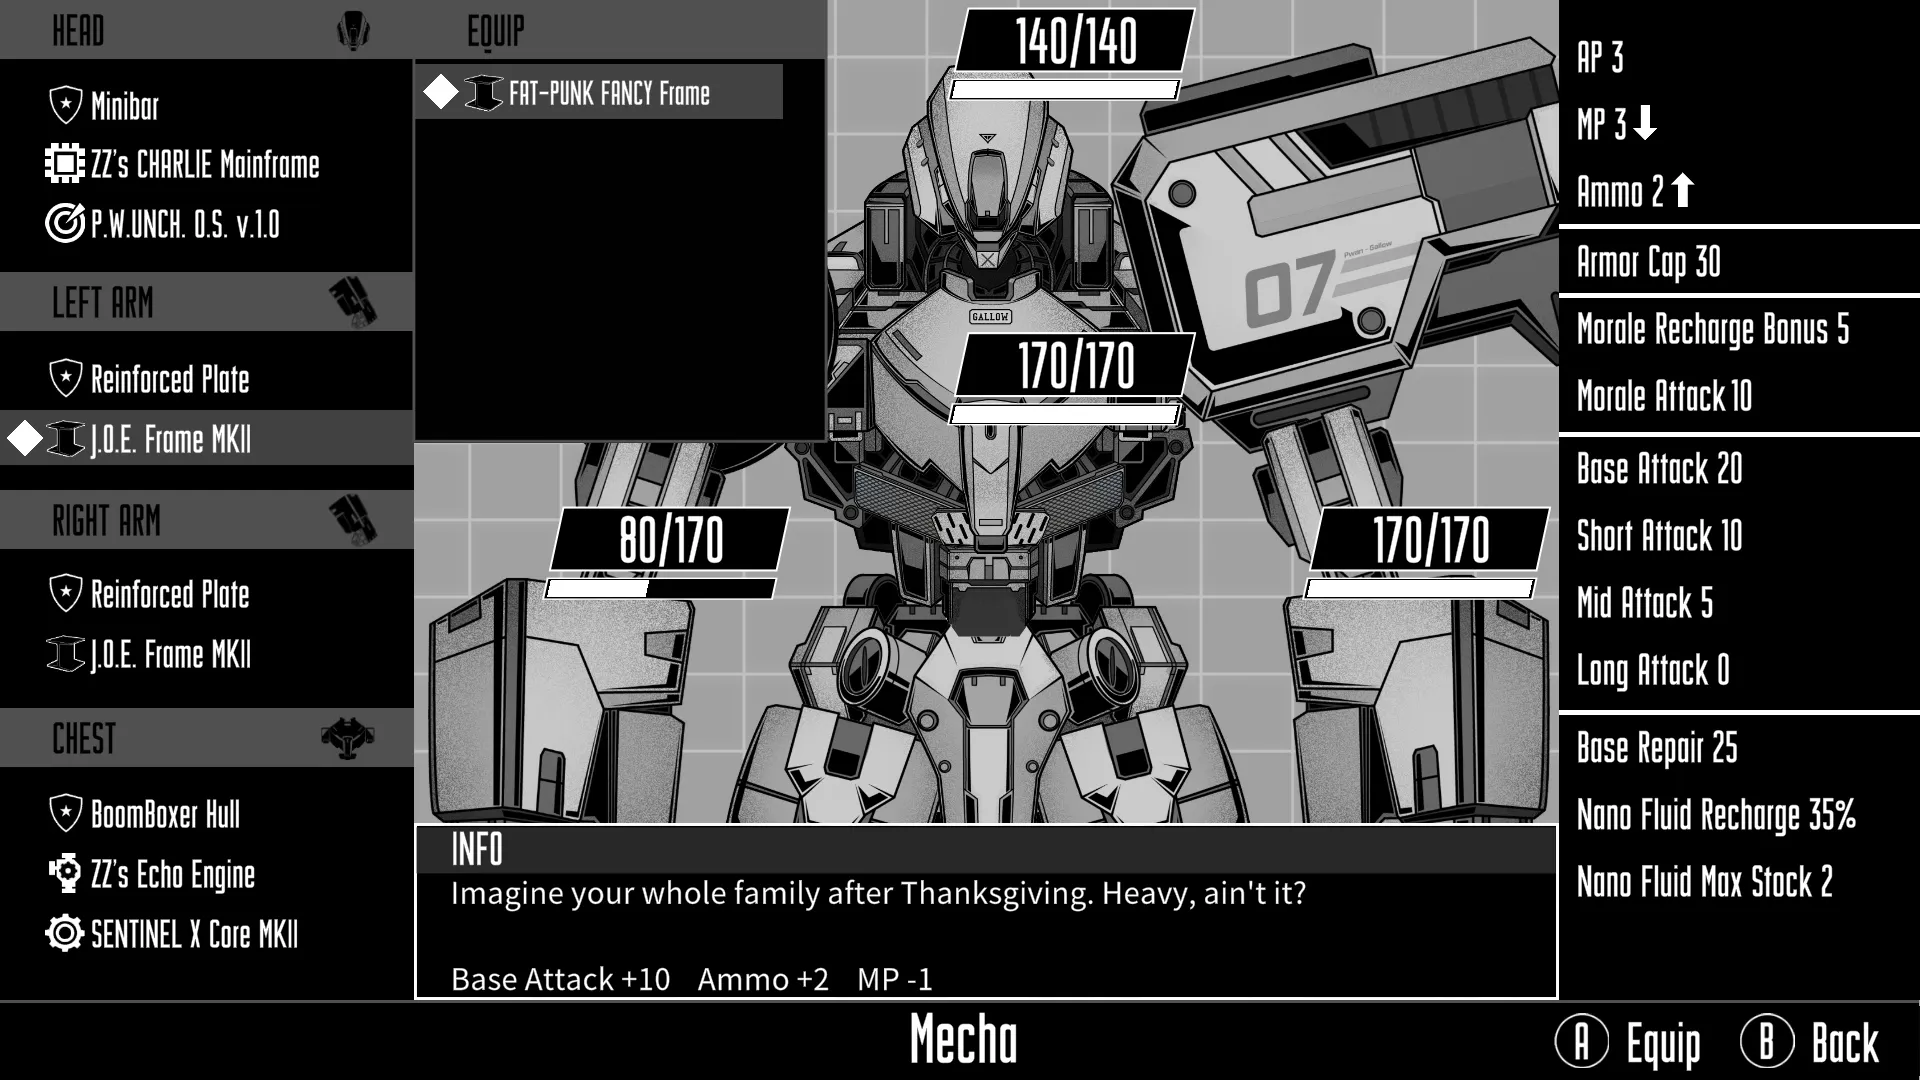 HEAD
Minibar
ZZ's CHARLIE Mainframe
P.W.UNCH. O.S. v.1.0
LEFT ARM
Reinforced Plate
J.O.E. Frame MKII
RIGHT ARM
Reinforced Plate
J.O.E. Frame MKII
CHEST
BoomBoxer Hull
ZZ's Echo Engine
SENTINEL X Core MKII
EQUIP
FAT-PUNK FANCY Frame
140/140
GALLOW
07
Pwan - Sallow
170/170
80/170
170/170
INFO
Imagine your whole family after Thanksgiving. Heavy, ain't it?
Base Attack +10 Ammo +2 MP -1
AP 3
MP 3
Ammo 2
Armor Cap 30
Morale Recharge Bonus 5
Morale Attack 10
Base Attack 20
Short Attack 10
Mid Attack 5
Long Attack 0
Base Repair 25
Nano Fluid Recharge 35%
Nano Fluid Max Stock 2
Mecha
A Equip
B Back